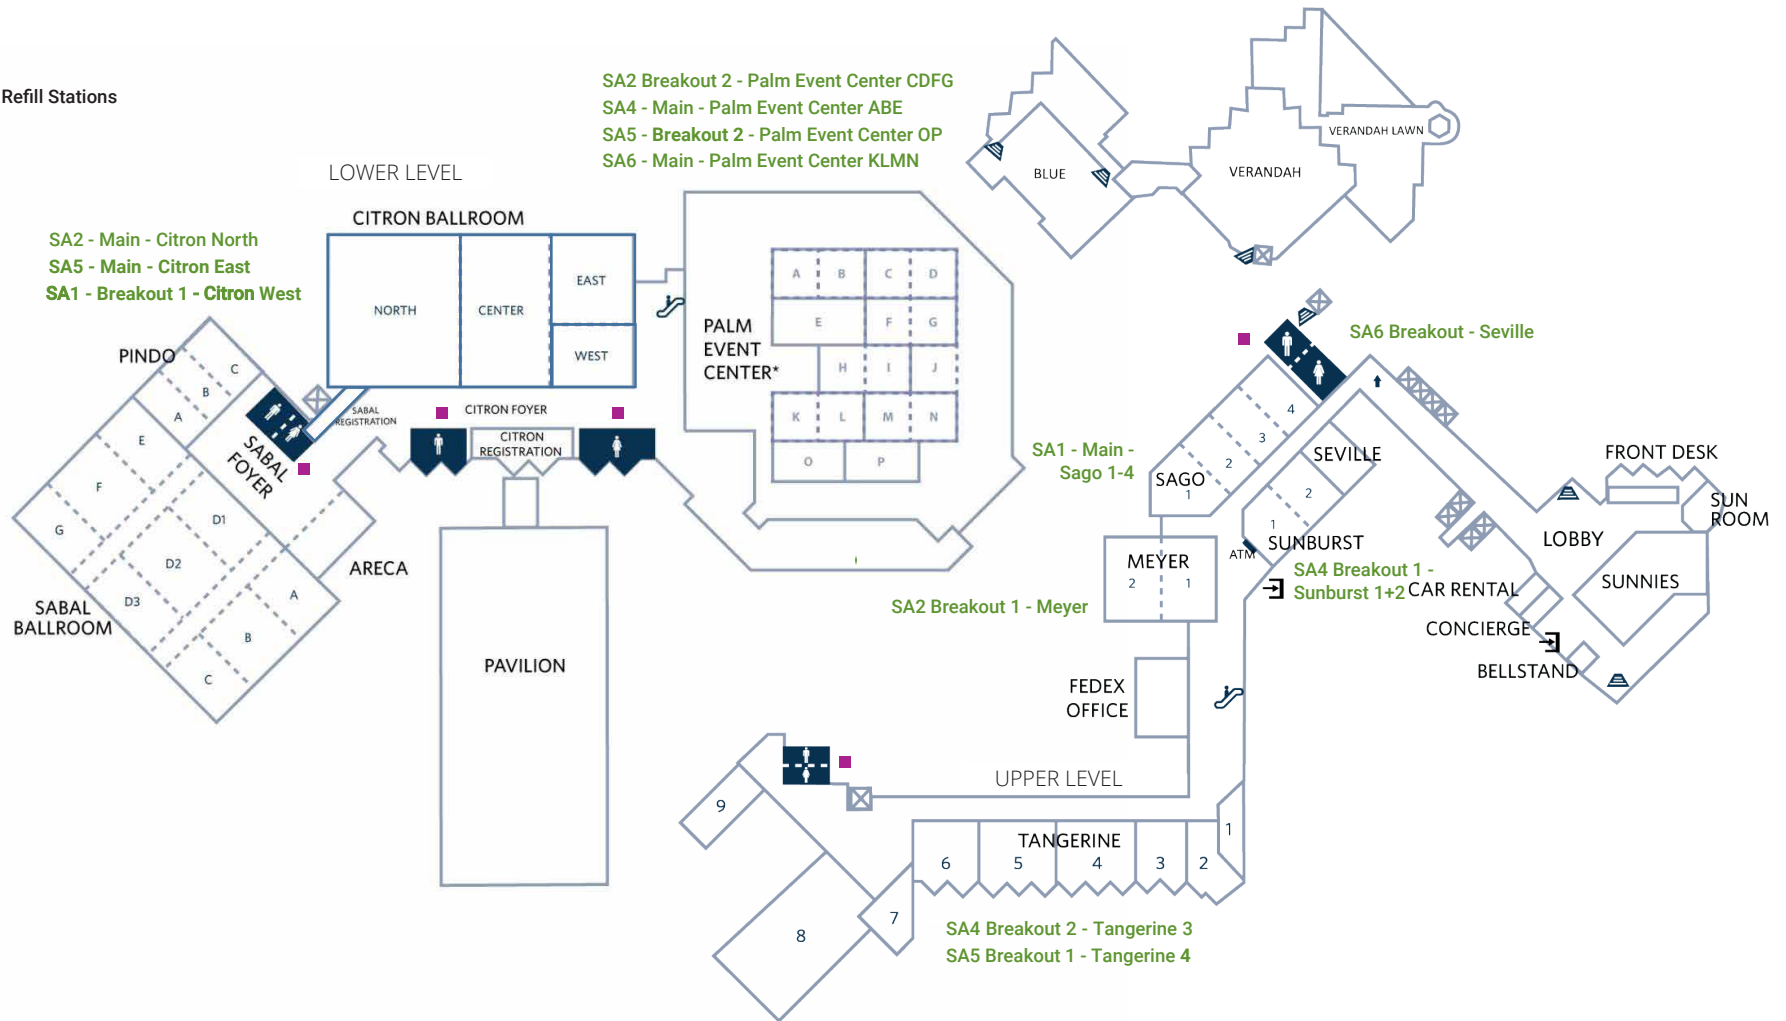 Refill Stations
SA2 Breakout 2 - Palm Event Center CDFG
SA4 - Main - Palm Event Center ABE
SA5 - Breakout 2 - Palm Event Center OP
SA6 - Main - Palm Event Center KLMN
VERANDAH LAWN
BLUE
VERANDAH
LOWER LEVEL
CITRON BALLROOM
SA2 - Main - Citron North
SA5 - Main - Citron East
SA1 - Breakout 1 - Citron West
NORTH
CENTER
EAST
WEST
PALM
EVENT
CENTER*
A
B
C
D
E
F
G
H
I
J
K
L
M
N
O
P
PINDO
C
B
A
SABAL
REGISTRATION
CITRON FOYER
CITRON
REGISTRATION
SABAL
FOYER
E
F
G
D1
D2
D3
A
B
C
ARECA
SABAL
BALLROOM
PAVILION
SA6 Breakout - Seville
SA1 - Main -
Sago 1-4
SAGO
4
3
2
1
SEVILLE
2
1
SUNBURST
ATM
SA4 Breakout 1 -
Sunburst 1+2
MEYER
2
1
SA2 Breakout 1 - Meyer
FRONT DESK
SUN
ROOM
LOBBY
SUNNIES
CAR RENTAL
CONCIERGE
BELLSTAND
FEDEX
OFFICE
UPPER LEVEL
9
8
7
TANGERINE
6
5
4
3
2
1
SA4 Breakout 2 - Tangerine 3
SA5 Breakout 1 - Tangerine 4